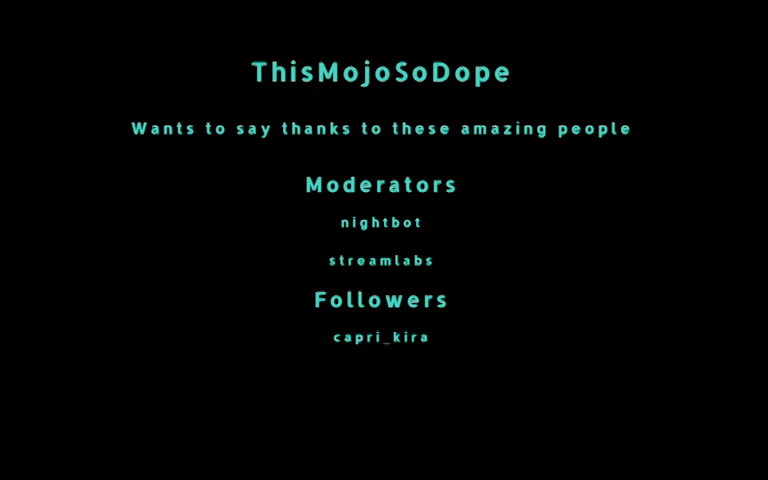 ThisMojoSoDope
Wants to say thanks to these amazing people
Moderators
nightbot
streamlabs
Followers
capri_kira